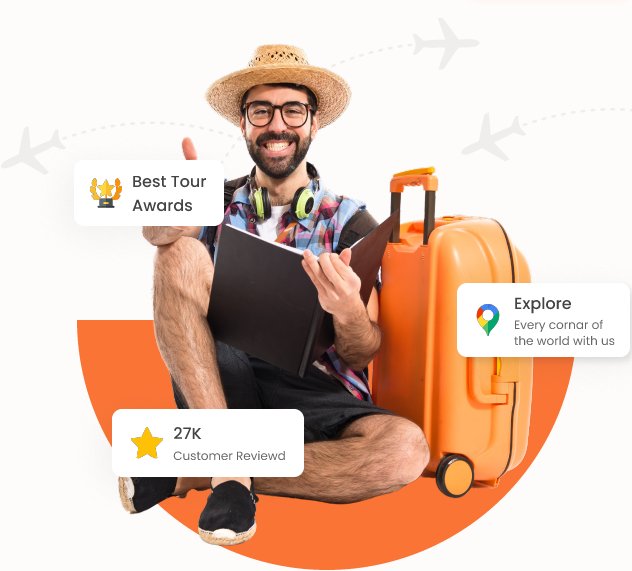 Best Tour
Awards
Explore
Every cornar of
the world with us
27K
Customer Reviewd